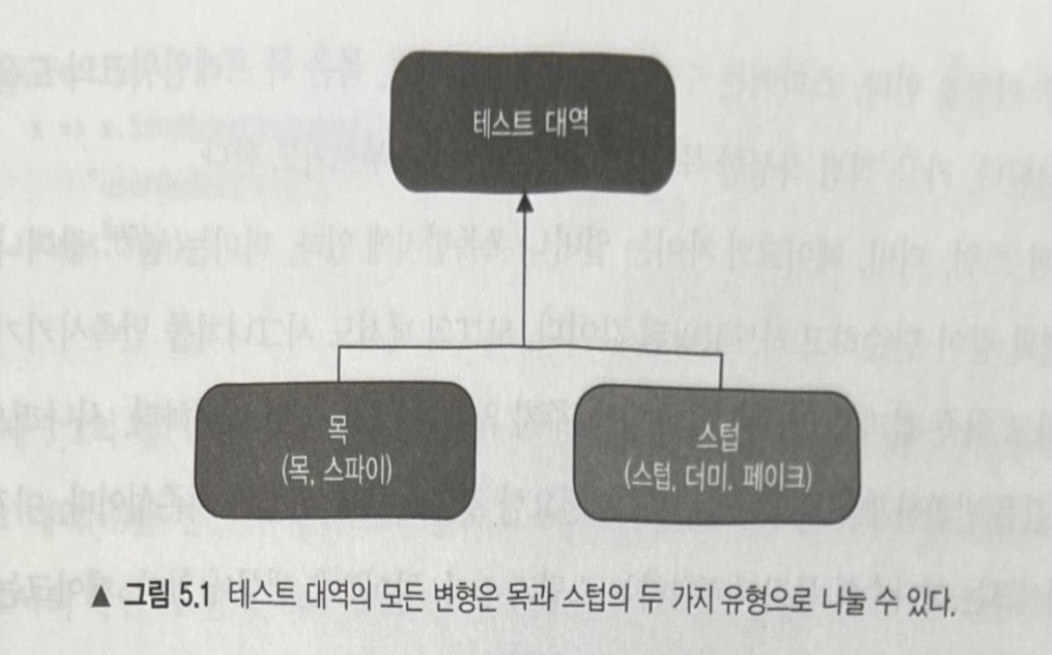 테스트 대역
목
(목, 스파이)
스텁
(스텁, 더미, 페이크)
▲ 그림 5.1 테스트 대역의 모든 변형은 목과 스텁의 두 가지 유형으로 나눌 수 있다.